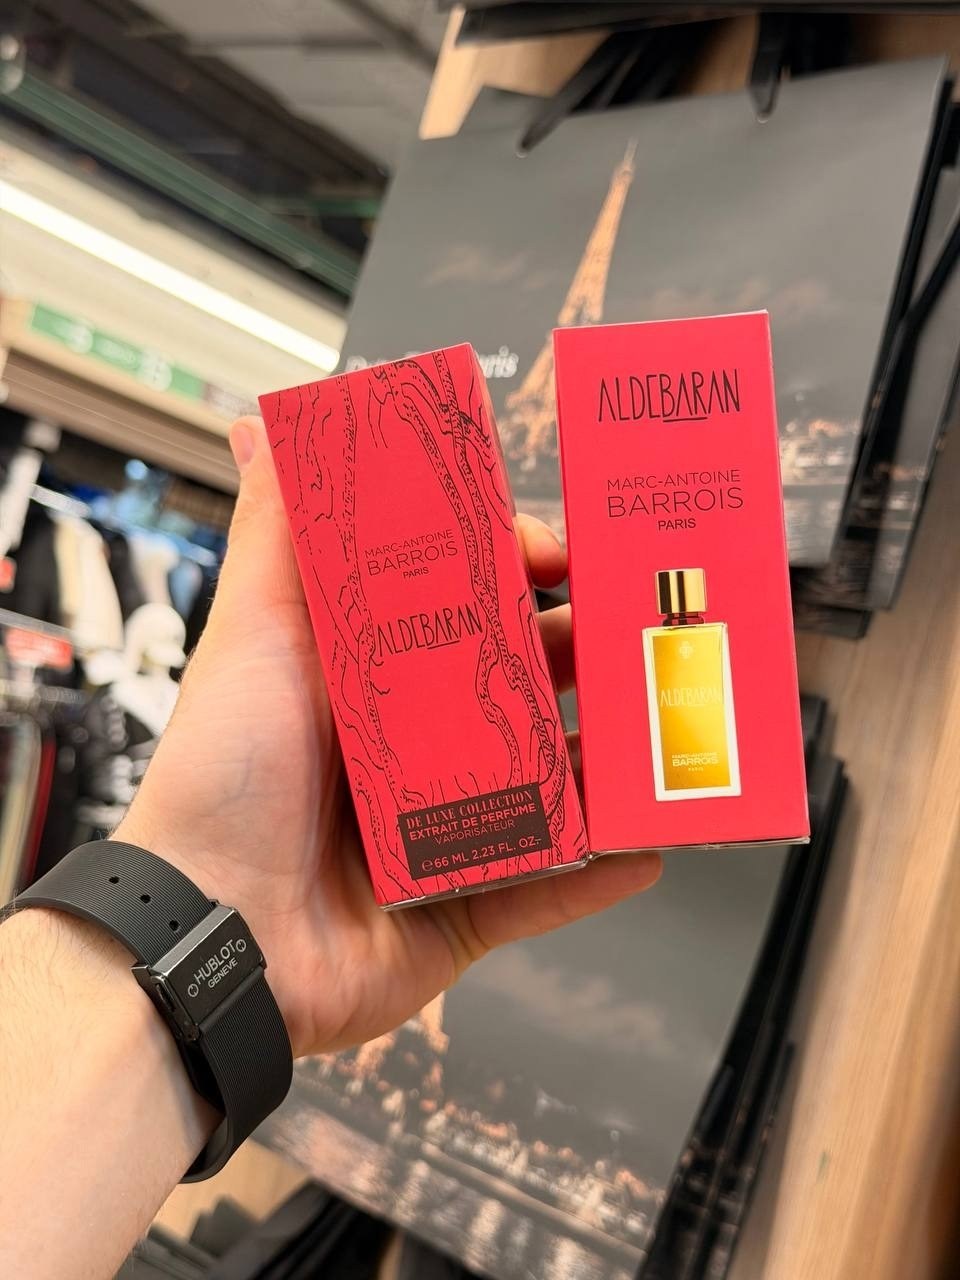 MARC-ANTOINE
BARROIS
PARIS
ALDEBARAN
DE LUXE COLLECTION
EXTRAIT DE PERFUME
VAPORISATEUR
℮66 ML 2.23 FL. OZ.
ALDEBARAN
MARC-ANTOINE
BARROIS
PARIS
ALDEBARAN
MARC-ANTOINE
BARROIS
PARIS
HUBLOT
GENEVE